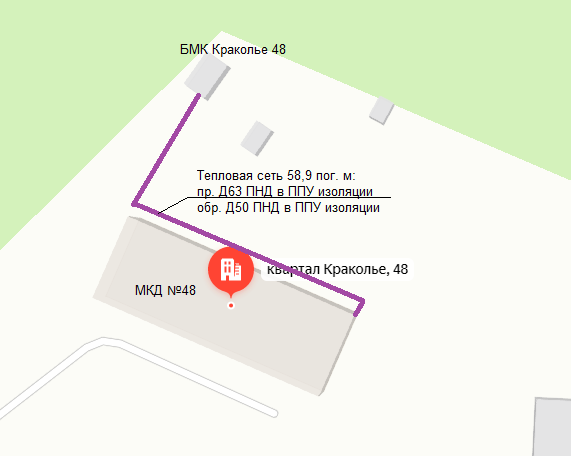 БМК Краколье 48
Тепловая сеть 58,9 пог. м:
пр. Д63 ПНД в ППУ изоляции
обр. Д50 ПНД в ППУ изоляции
квартал Краколье, 48
МКД №48